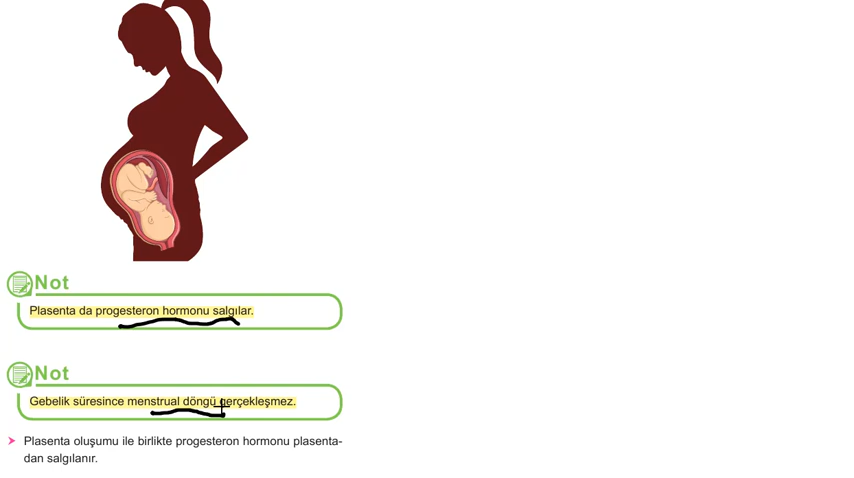 Not
Plasenta da progesteron hormonu salgılar.
Not
Gebelik süresince menstrual döngü gerçekleşmez.
Plasenta oluşumu ile birlikte progesteron hormonu plasenta-
dan salgılanır.